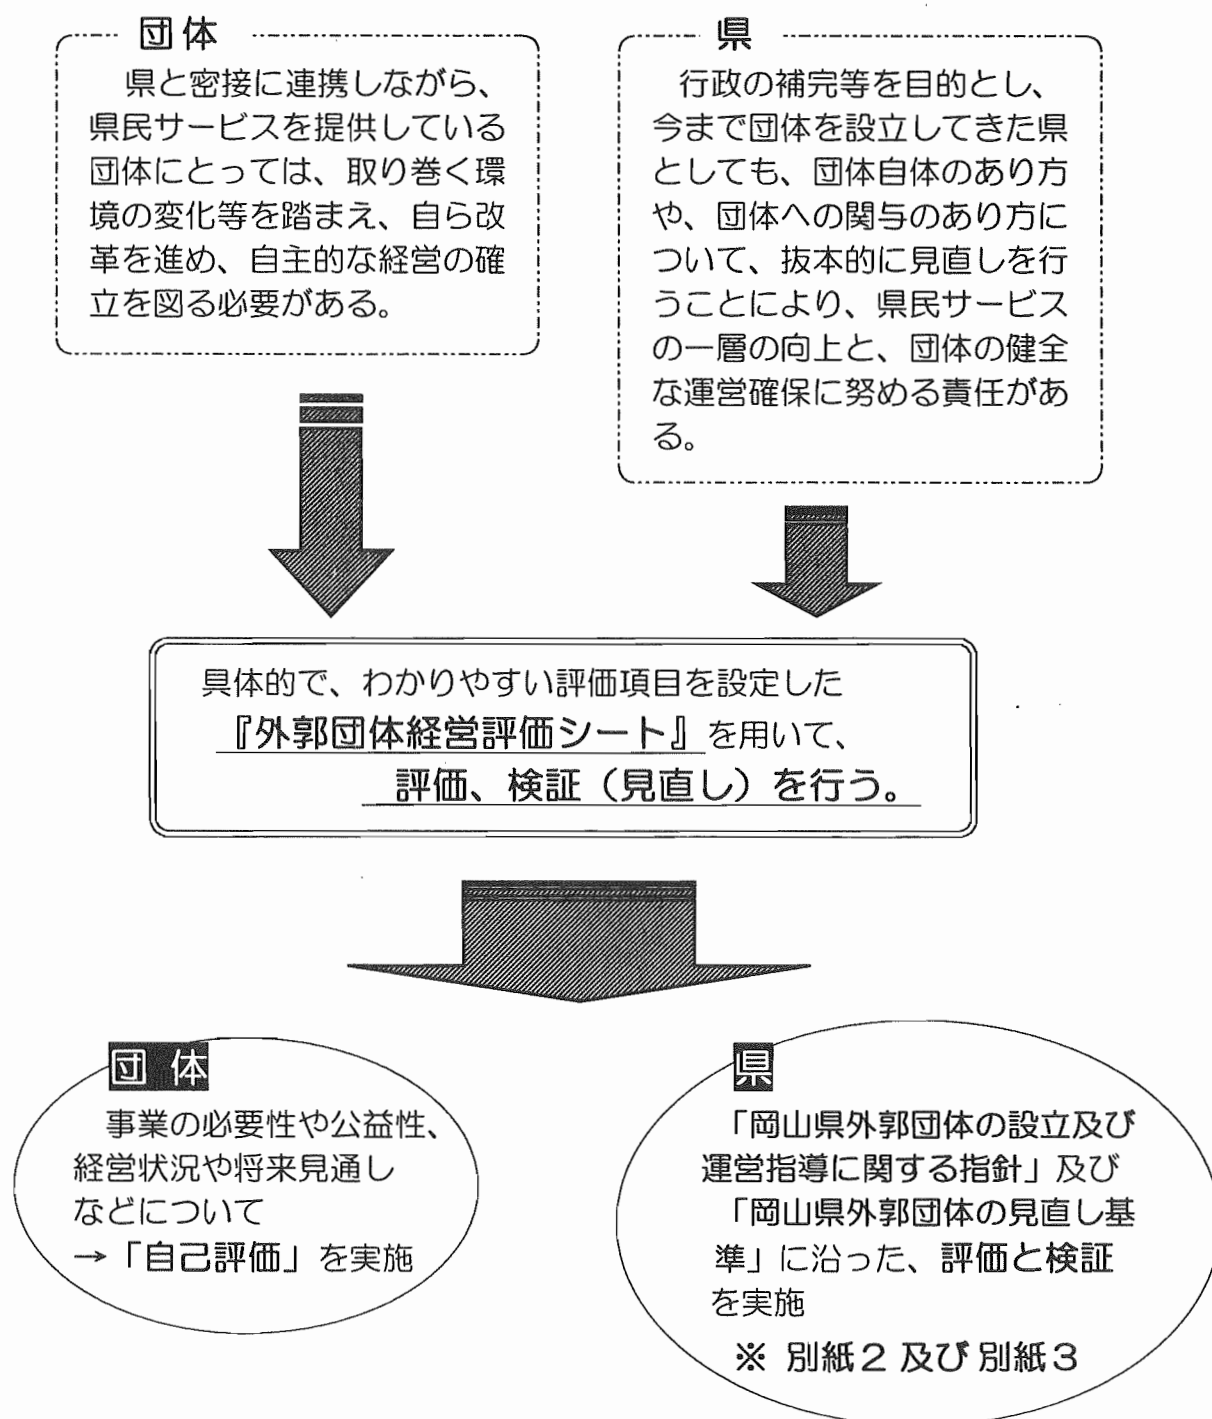 団体
県と密接に連携しながら、
県民サービスを提供している
団体にとっては、取り巻く環
境の変化等を踏まえ、自ら改
革を進め、自主的な経営の確
立を図る必要がある。
県
行政の補完等を目的とし、
今まで団体を設立してきた県
としても、団体自体のあり方
や、団体への関与のあり方に
ついて、抜本的に見直しを行
うことにより、県民サービス
の一層の向上と、団体の健全
な運営確保に努める責任があ
る。
具体的で、わかりやすい評価項目を設定した
『外郭団体経営評価シート』を用いて、
評価、検証（見直し）を行う。
団 体
事業の必要性や公益性、
経営状況や将来見通し
などについて
→「自己評価」を実施
県
「岡山県外郭団体の設立及び
運営指導に関する指針」及び
「岡山県外郭団体の見直し基
準」に沿った、評価と検証
を実施
※ 別紙２ 及び 別紙３